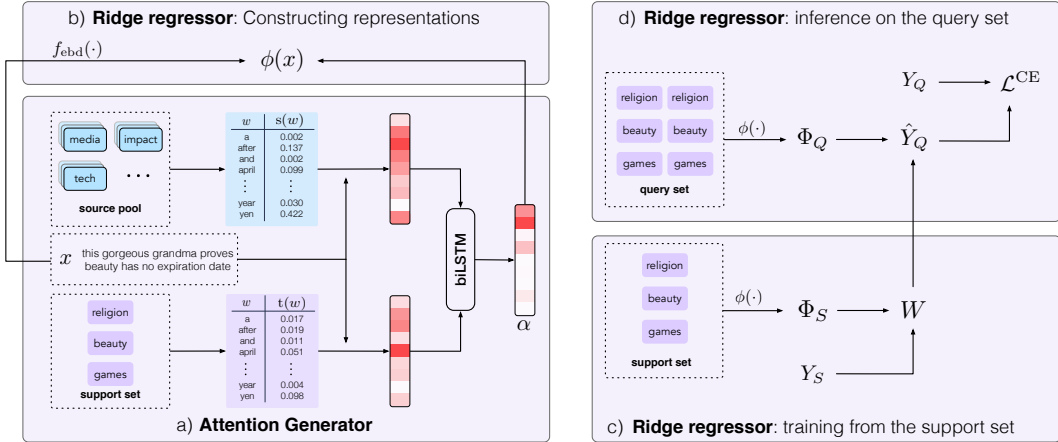 b) Ridge regressor: Constructing representations
f_ebd(·)
ϕ(x)
media
impact
tech
· · ·
source pool
w s(w)
a 0.002
after 0.137
and 0.002
april 0.099
⋮ ⋮
year 0.030
yen 0.422
x this gorgeous grandma proves
beauty has no expiration date
religion
beauty
games
support set
w t(w)
a 0.017
after 0.019
and 0.011
april 0.051
⋮ ⋮
year 0.004
yen 0.098
biLSTM
α
a) Attention Generator
d) Ridge regressor: inference on the query set
religion religion
beauty beauty
games games
query set
ϕ(·)
Φ_Q
Ŷ_Q
Y_Q
ℒ^CE
religion
beauty
games
support set
ϕ(·)
Φ_S
W
Y_S
c) Ridge regressor: training from the support set